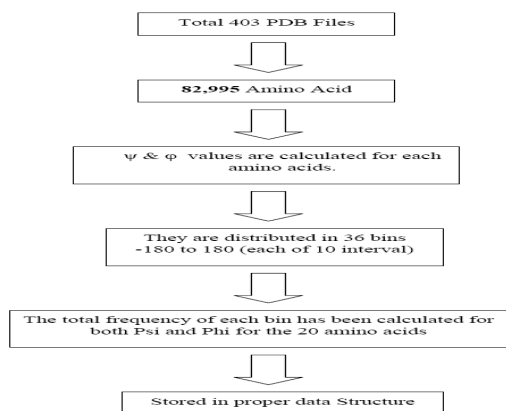 Total 403 PDB Files
82,995 Amino Acid
ψ & φ values are calculated for each
amino acids.
They are distributed in 36 bins
-180 to 180 (each of 10 interval)
The total frequency of each bin has been calculated for
both Psi and Phi for the 20 amino acids
Stored in proper data Structure